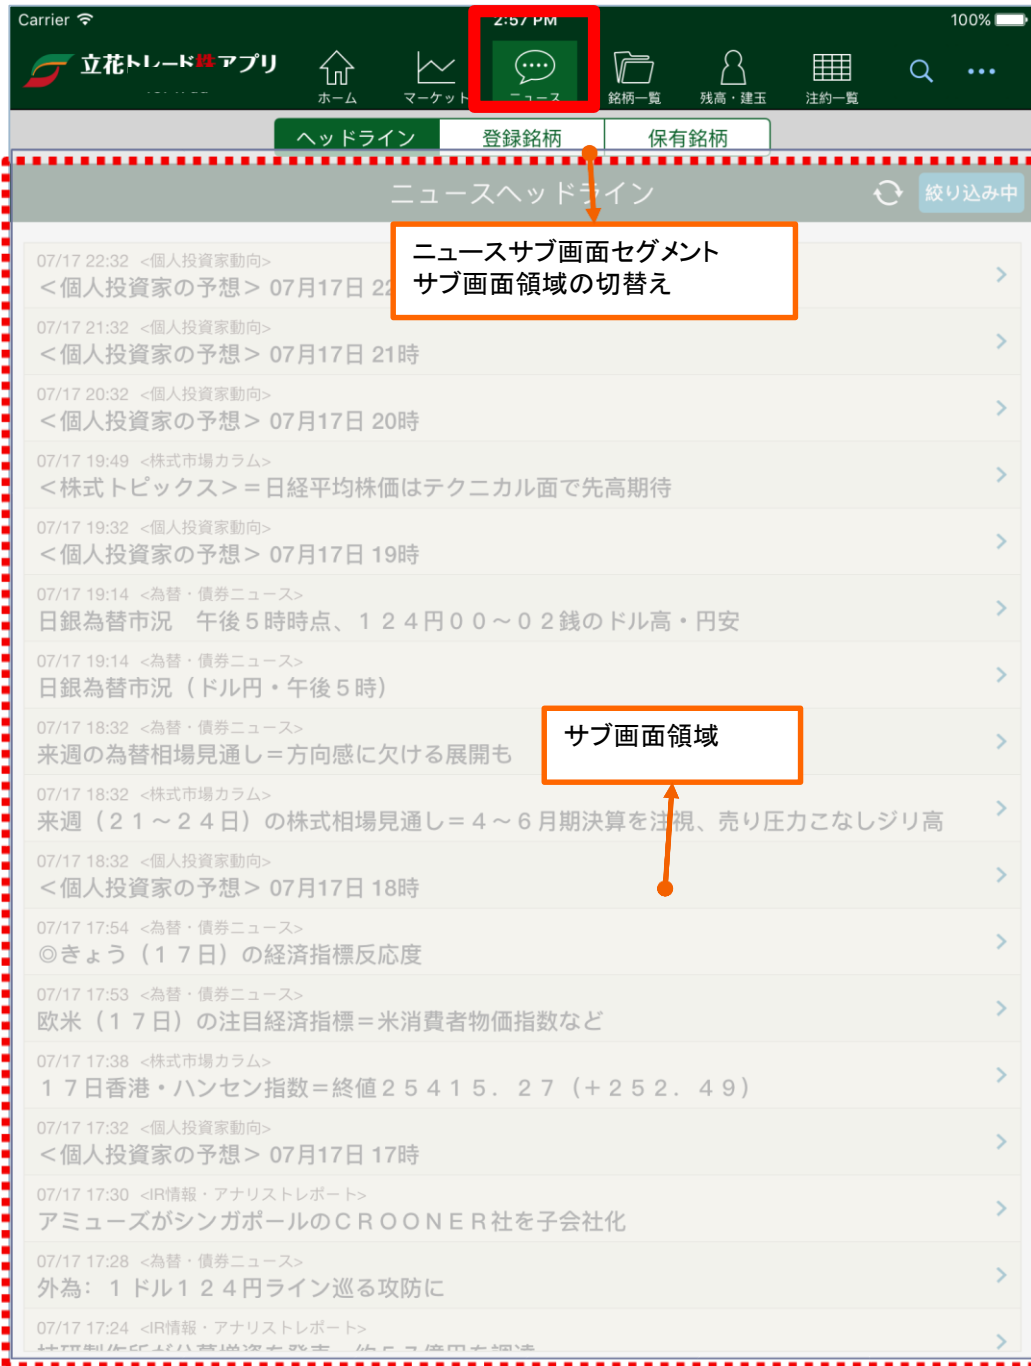 Carrier 2:57 PM 100%
立花トレード株アプリ
ホーム マーケット ニュース 銘柄一覧 残高・建玉 注約一覧
ヘッドライン 登録銘柄 保有銘柄
ニュースヘッドライン 絞り込み中
ニュースサブ画面セグメント
サブ画面領域の切替え
07/17 22:32 <個人投資家動向>
＜個人投資家の予想＞ 07月17日 22
07/17 21:32 <個人投資家動向>
＜個人投資家の予想＞ 07月17日 21時
07/17 20:32 <個人投資家動向>
＜個人投資家の予想＞ 07月17日 20時
07/17 19:49 <株式市場カラム>
＜株式トピックス＞＝日経平均株価はテクニカル面で先高期待
07/17 19:32 <個人投資家動向>
＜個人投資家の予想＞ 07月17日 19時
07/17 19:14 <為替・債券ニュース>
日銀為替市況　午後５時時点、１２４円００～０２銭のドル高・円安
07/17 19:14 <為替・債券ニュース>
日銀為替市況（ドル円・午後５時）
07/17 18:32 <為替・債券ニュース>
来週の為替相場見通し＝方向感に欠ける展開も
サブ画面領域
07/17 18:32 <株式市場カラム>
来週（２１～２４日）の株式相場見通し＝４～６月期決算を注視、売り圧力こなしジリ高
07/17 18:32 <個人投資家動向>
＜個人投資家の予想＞ 07月17日 18時
07/17 17:54 <為替・債券ニュース>
◎きょう（１７日）の経済指標反応度
07/17 17:53 <為替・債券ニュース>
欧米（１７日）の注目経済指標＝米消費者物価指数など
07/17 17:38 <株式市場カラム>
１７日香港・ハンセン指数＝終値２５４１５．２７（＋２５２．４９）
07/17 17:32 <個人投資家動向>
＜個人投資家の予想＞ 07月17日 17時
07/17 17:30 <IR情報・アナリストレポート>
アミューズがシンガポールのＣＲＯＯＮＥＲ社を子会社化
07/17 17:28 <為替・債券ニュース>
外為：１ドル１２４円ライン巡る攻防に
07/17 17:24 <IR情報・アナリストレポート>
技研製作所が公募増資を発表、約５７億円を調達